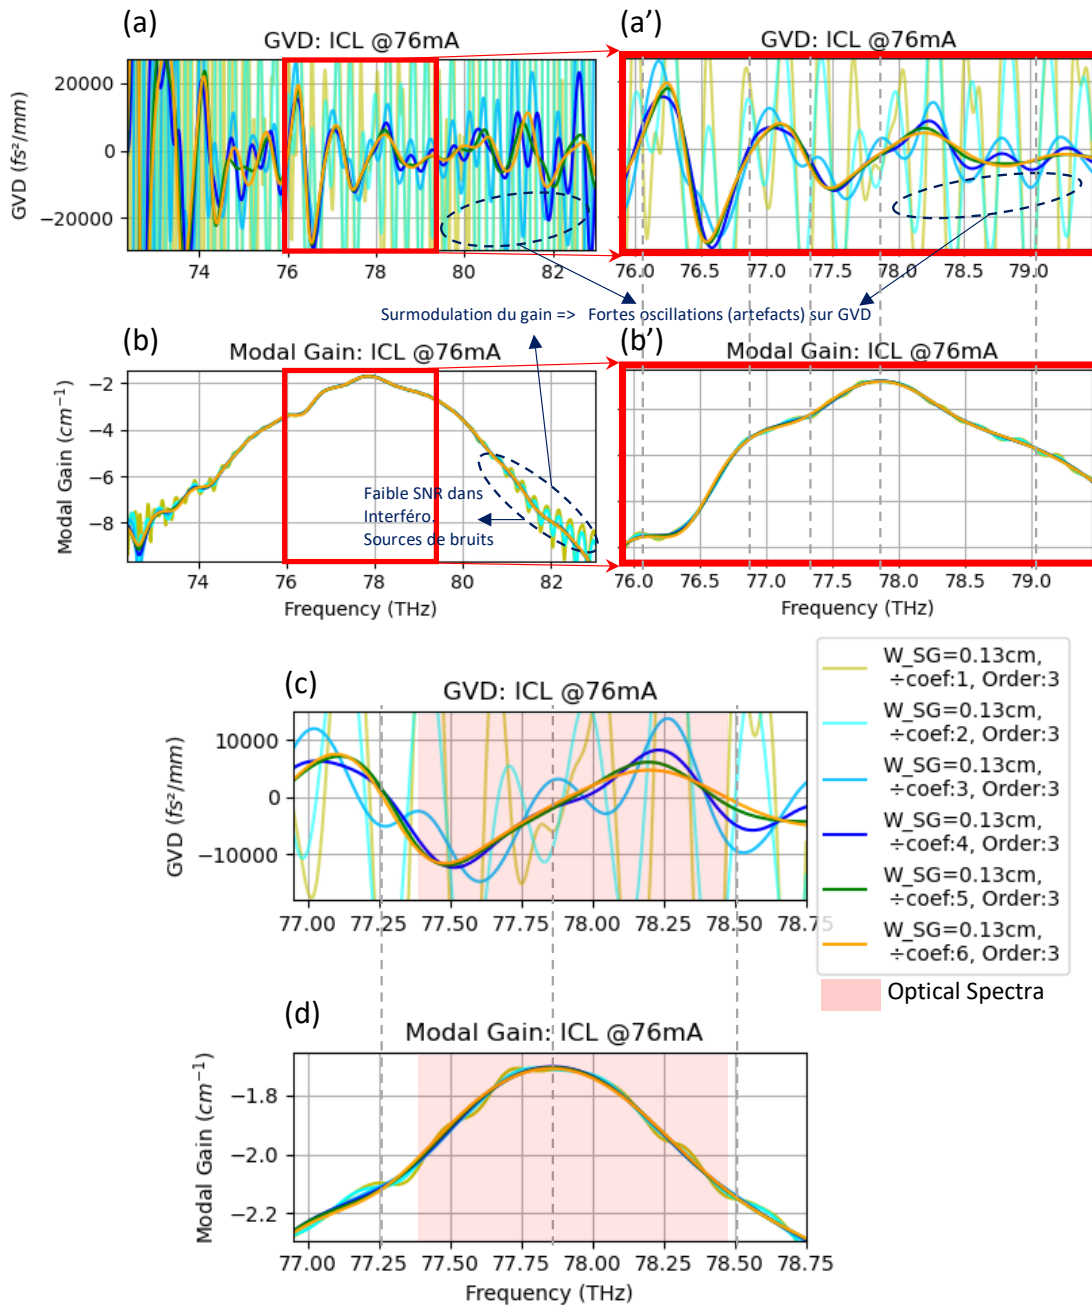 (a)
GVD: ICL @76mA
20000
0
−20000
GVD (fs²/mm)
74
76
78
80
82
(a’)
GVD: ICL @76mA
76.0
76.5
77.0
77.5
78.0
78.5
79.0
Surmodulation du gain => Fortes oscillations (artefacts) sur GVD
(b)
Modal Gain: ICL @76mA
−2
−4
−6
−8
Modal Gain (cm⁻¹)
Faible SNR dans
Interféro.
Sources de bruits
74
76
78
80
82
Frequency (THz)
(b’)
Modal Gain: ICL @76mA
76.0
76.5
77.0
77.5
78.0
78.5
79.0
Frequency (THz)
(c)
GVD: ICL @76mA
10000
0
−10000
GVD (fs²/mm)
77.00
77.25
77.50
77.75
78.00
78.25
78.50
78.75
W_SG=0.13cm,
÷coef:1, Order:3
W_SG=0.13cm,
÷coef:2, Order:3
W_SG=0.13cm,
÷coef:3, Order:3
W_SG=0.13cm,
÷coef:4, Order:3
W_SG=0.13cm,
÷coef:5, Order:3
W_SG=0.13cm,
÷coef:6, Order:3
Optical Spectra
(d)
Modal Gain: ICL @76mA
−1.8
−2.0
−2.2
Modal Gain (cm⁻¹)
77.00
77.25
77.50
77.75
78.00
78.25
78.50
78.75
Frequency (THz)